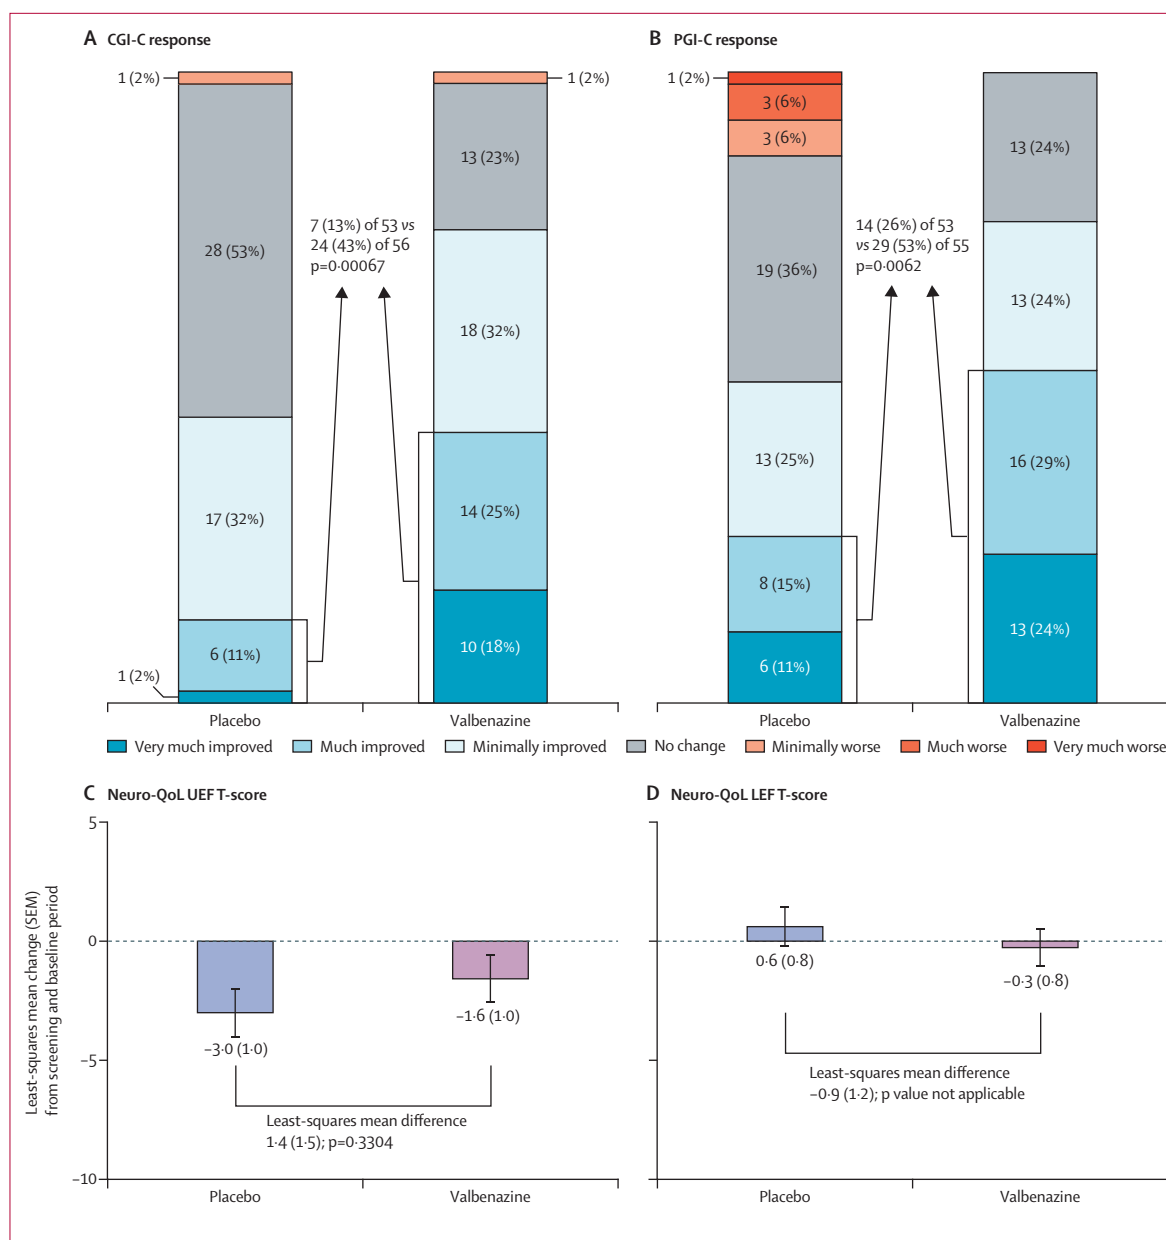 A CGI-C response
1 (2%)
28 (53%)
17 (32%)
6 (11%)
1 (2%)
7 (13%) of 53 vs
24 (43%) of 56
p=0·00067
1 (2%)
13 (23%)
18 (32%)
14 (25%)
10 (18%)
Placebo
Valbenazine
B PGI-C response
1 (2%)
3 (6%)
3 (6%)
19 (36%)
13 (25%)
8 (15%)
6 (11%)
14 (26%) of 53
vs 29 (53%) of 55
p=0·0062
13 (24%)
13 (24%)
16 (29%)
13 (24%)
Placebo
Valbenazine
Very much improved
Much improved
Minimally improved
No change
Minimally worse
Much worse
Very much worse
C Neuro-QoL UEF T-score
Least-squares mean change (SEM)
from screening and baseline period
5
0
−5
−10
−3·0 (1·0)
−1·6 (1·0)
Least-squares mean difference
1·4 (1·5); p=0·3304
Placebo
Valbenazine
D Neuro-QoL LEF T-score
0·6 (0·8)
−0·3 (0·8)
Least-squares mean difference
−0·9 (1·2); p value not applicable
Placebo
Valbenazine